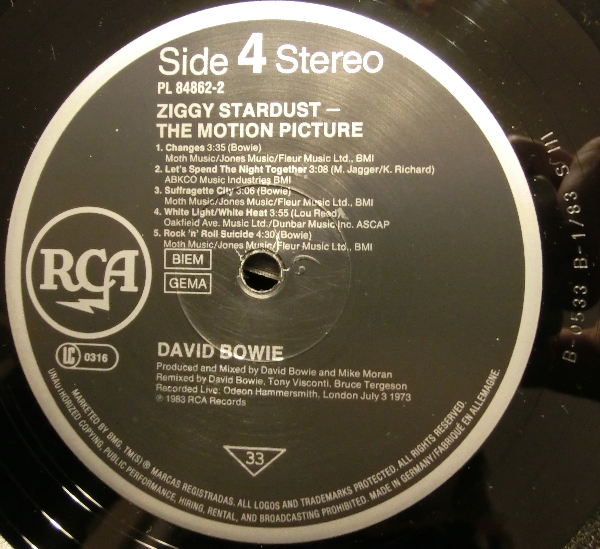 Side 4 Stereo
PL 84862-2
ZIGGY STARDUST –
THE MOTION PICTURE
1. Changes 3:35 (Bowie)
Moth Music/Jones Music/Fleur Music Ltd., BMI
2. Let's Spend The Night Together 3:08 (M. Jagger/K. Richard)
ABKCO Music Industries BMI
3. Suffragette City 3:06 (Bowie)
Moth Music/Jones Music/Fleur Music Ltd., BMI
4. White Light/White Heat 3:55 (Lou Reed)
Oakfield Ave. Music Ltd./Dunbar Music Inc. ASCAP
5. Rock 'n' Roll Suicide 4:30 (Bowie)
Moth Music/Jones Music/Fleur Music Ltd., BMI
BIEM
GEMA
RCA
LC 0316
DAVID BOWIE
Produced and Mixed by David Bowie and Mike Moran
Remixed by David Bowie, Tony Visconti, Bruce Tergeson
Recorded Live: Odeon Hammersmith, London July 3 1973
℗ 1983 RCA Records
33
MARKETED BY BMG, TM(S) ® MARCAS REGISTRADAS. ALL LOGOS AND TRADEMARKS PROTECTED. ALL RIGHTS RESERVED.
UNAUTHORIZED COPYING, PUBLIC PERFORMANCE, HIRING, RENTAL, AND BROADCASTING PROHIBITED. MADE IN GERMANY/FABRIQUÉ EN ALLEMAGNE.
B-0533 B-1/83